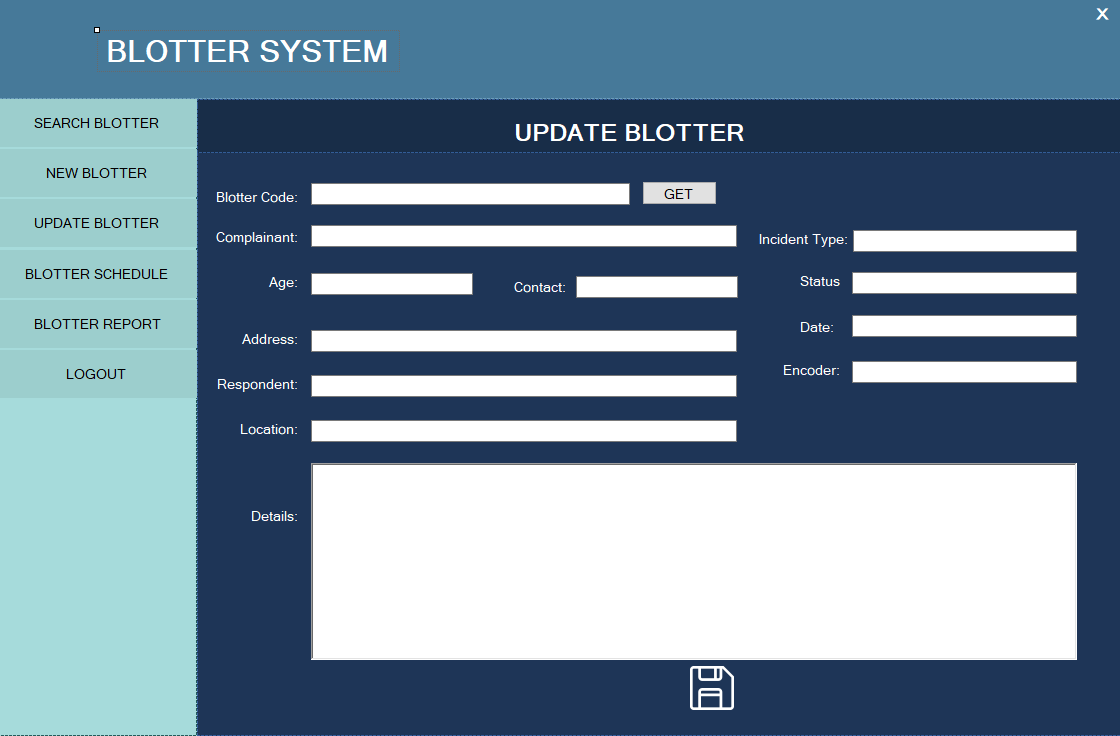 X
BLOTTER SYSTEM
SEARCH BLOTTER
NEW BLOTTER
UPDATE BLOTTER
BLOTTER SCHEDULE
BLOTTER REPORT
LOGOUT
UPDATE BLOTTER
Blotter Code:
GET
Complainant:
Incident Type:
Age:
Contact:
Status
Address:
Date:
Respondent:
Encoder:
Location:
Details: